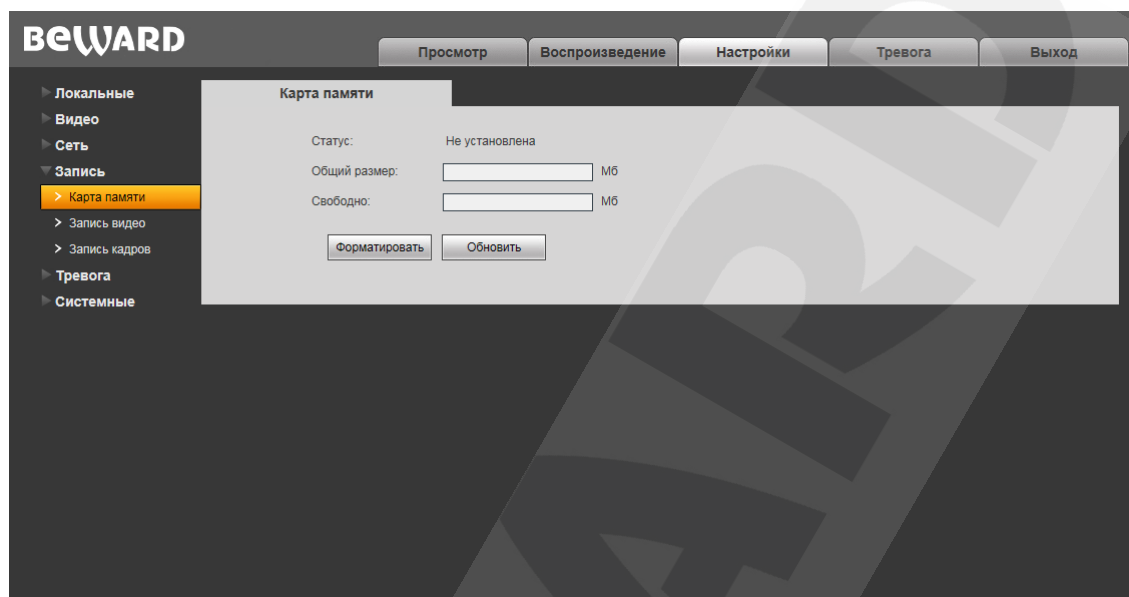 BEWARD
Просмотр Воспроизведение Настройки Тревога Выход
Локальные
Видео
Сеть
Запись
Карта памяти
Запись видео
Запись кадров
Тревога
Системные
Карта памяти
Статус: Не установлена
Общий размер: Мб
Свободно: Мб
Форматировать Обновить